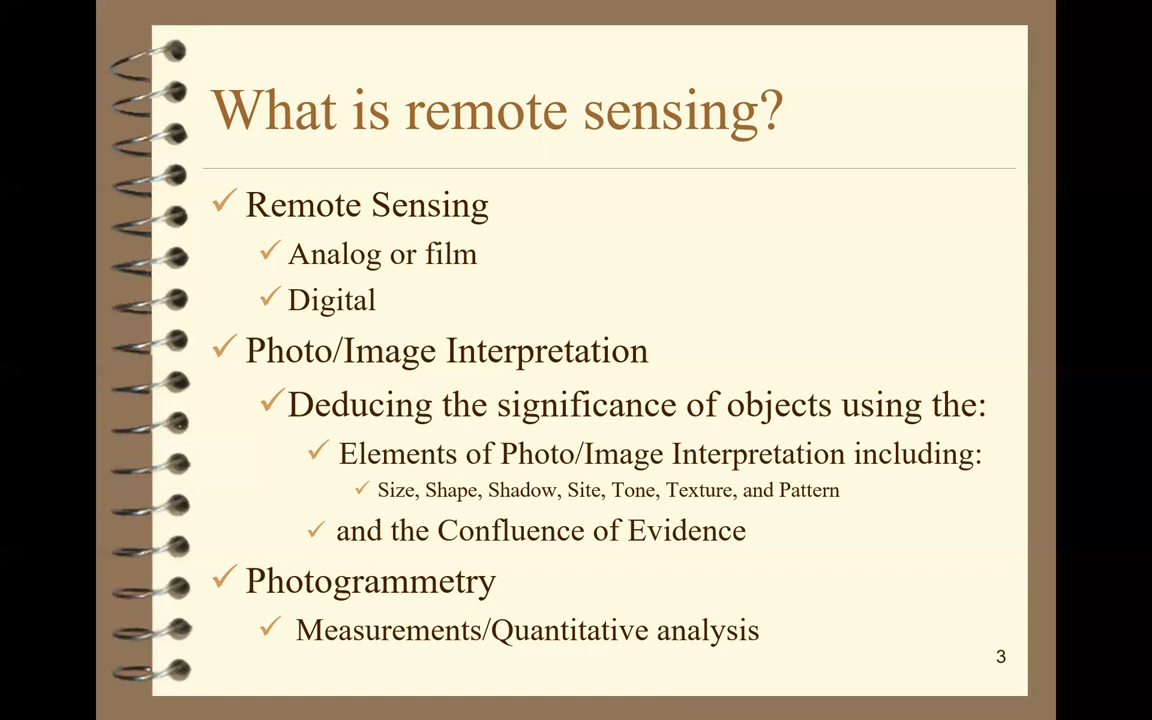 What is remote sensing?
Remote Sensing
Analog or film
Digital
Photo/Image Interpretation
Deducing the significance of objects using the:
Elements of Photo/Image Interpretation including:
Size, Shape, Shadow, Site, Tone, Texture, and Pattern
and the Confluence of Evidence
Photogrammetry
Measurements/Quantitative analysis
3